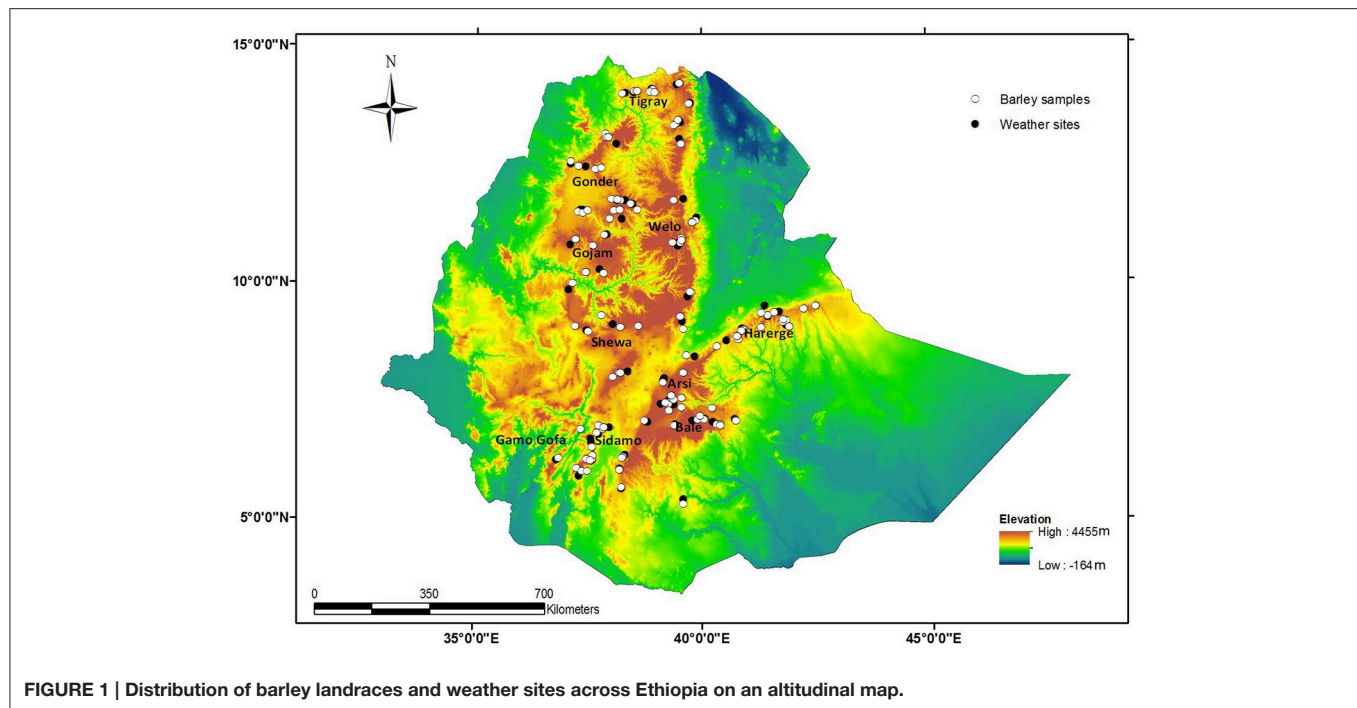 15°0'0"N
N
Barley samples
Weather sites
Tigray
Gonder
Welo
Gojam
10°0'0"N
Harerge
Shewa
Arsi
Bale
Gamo Gofa
Sidamo
5°0'0"N
Elevation
High : 4455m
Low : -164 m
0 350 700
Kilometers
35°0'0"E 40°0'0"E 45°0'0"E
FIGURE 1 | Distribution of barley landraces and weather sites across Ethiopia on an altitudinal map.